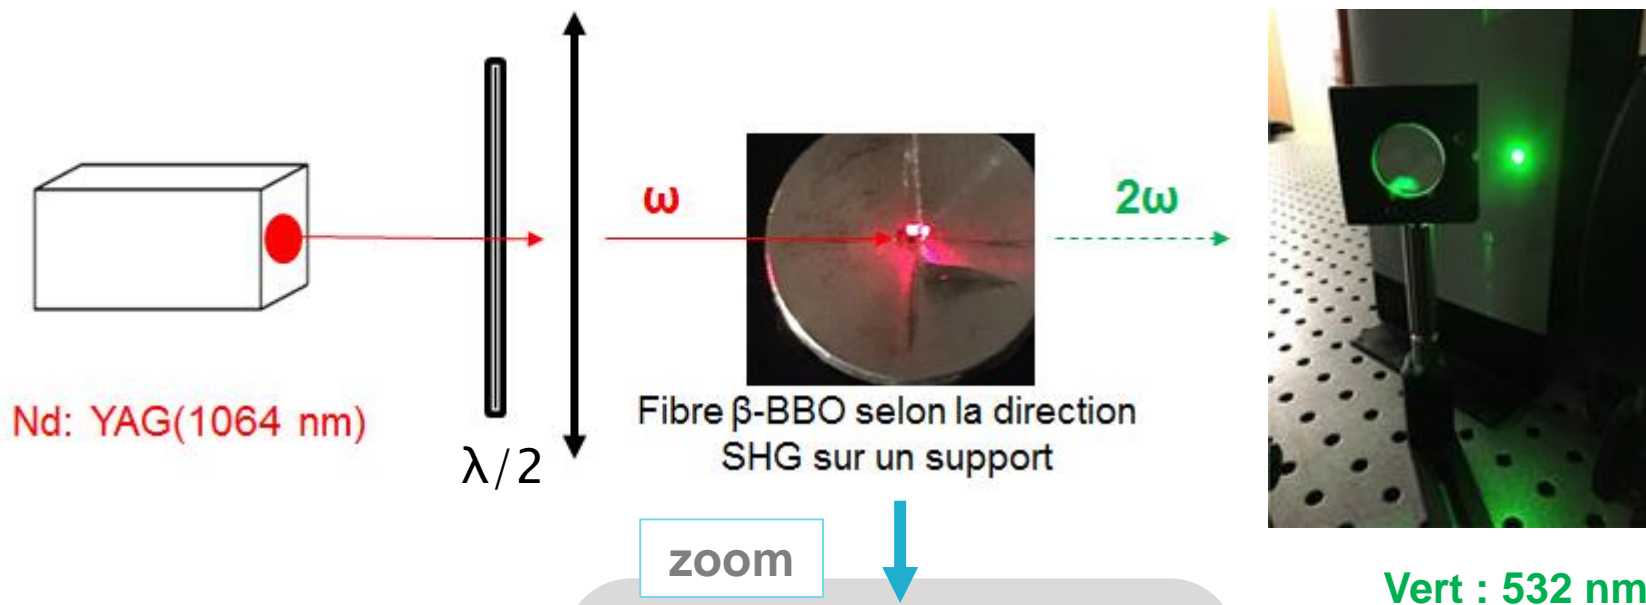 ω
2ω
Nd: YAG(1064 nm)
λ/2
Fibre β-BBO selon la direction
SHG sur un support
zoom
Vert : 532 nm